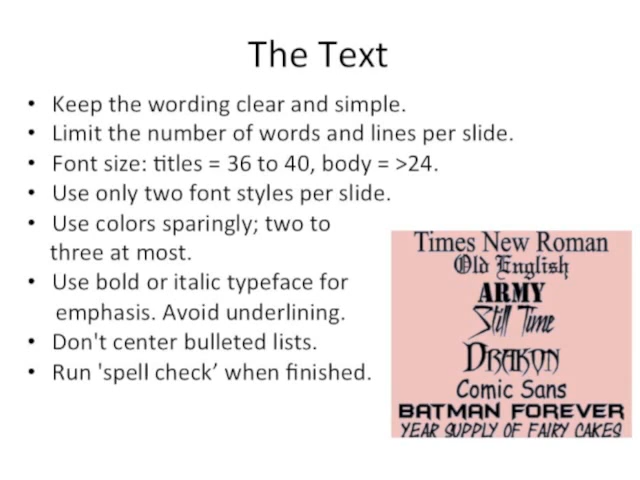 The Text
• Keep the wording clear and simple.
• Limit the number of words and lines per slide.
• Font size: titles = 36 to 40, body = >24.
• Use only two font styles per slide.
• Use colors sparingly; two to
three at most.
• Use bold or italic typeface for
emphasis. Avoid underlining.
• Don't center bulleted lists.
• Run 'spell check’ when finished.
Times New Roman
Old English
ARMY
Still Time
DRAKON
Comic Sans
BATMAN FOREVER
YEAR SUPPLY OF FAIRY CAKES